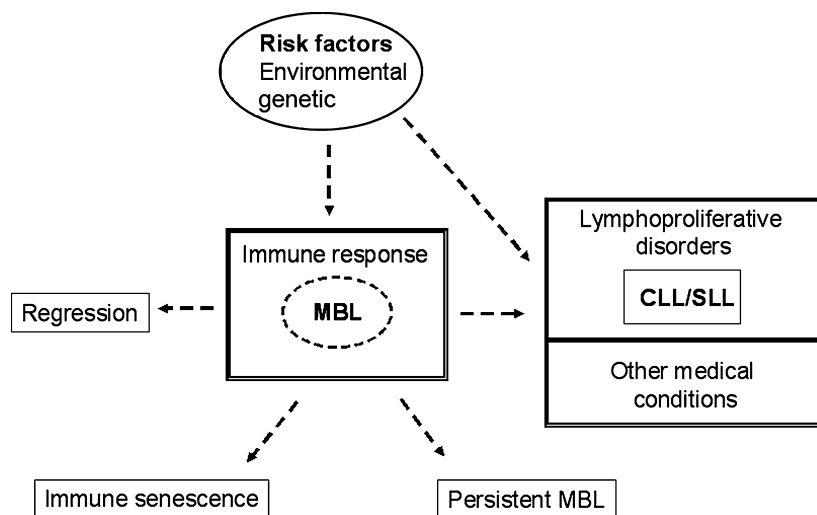 Risk factors
Environmental
genetic
Immune response
MBL
Lymphoproliferative
disorders
CLL/SLL
Regression
Other medical
conditions
Immune senescence
Persistent MBL